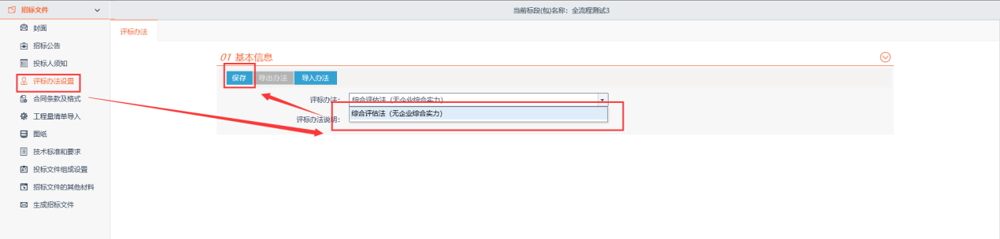 招标文件
当前标段(包)名称：全流程测试3
封面
招标公告
投标人须知
评标办法设置
合同条款及格式
工程量清单导入
图纸
技术标准和要求
投标文件组成设置
招标文件的其他材料
生成招标文件
评标办法
01 基本信息
保存 导出办法 导入办法
评标办法： 综合评估法（无企业综合实力）
综合评估法（无企业综合实力）
评标办法说明：